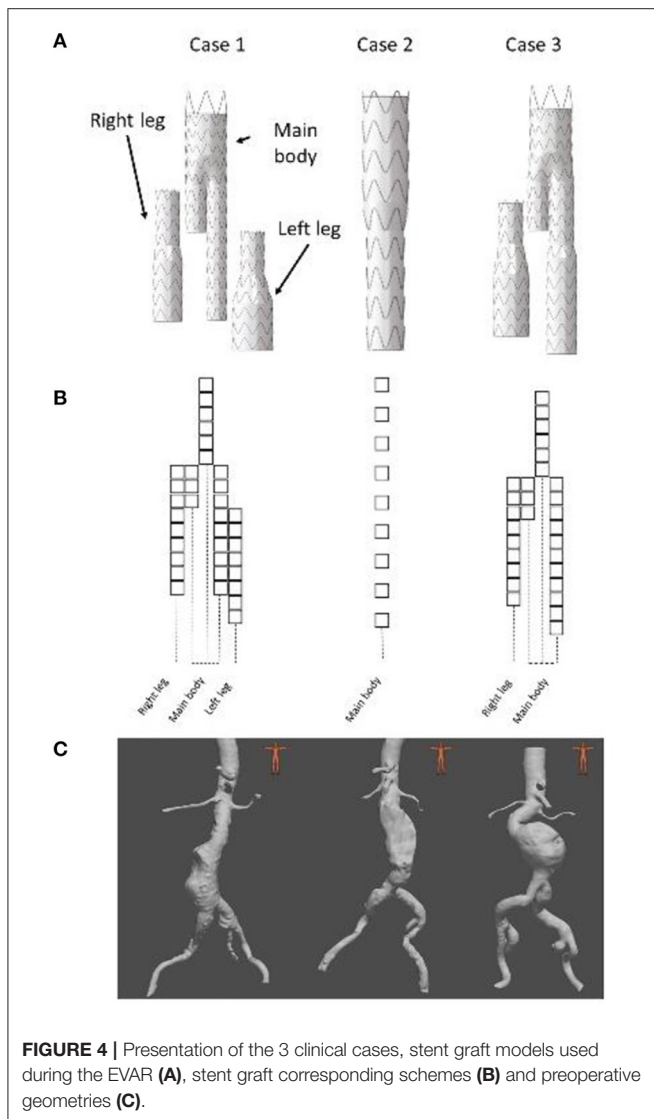 A
Case 1
Case 2
Case 3
Right leg
Main
body
Left leg
B
Right leg
Main body
Left leg
Main body
Right leg
Main body
C
FIGURE 4 | Presentation of the 3 clinical cases, stent graft models used
during the EVAR (A), stent graft corresponding schemes (B) and preoperative
geometries (C).